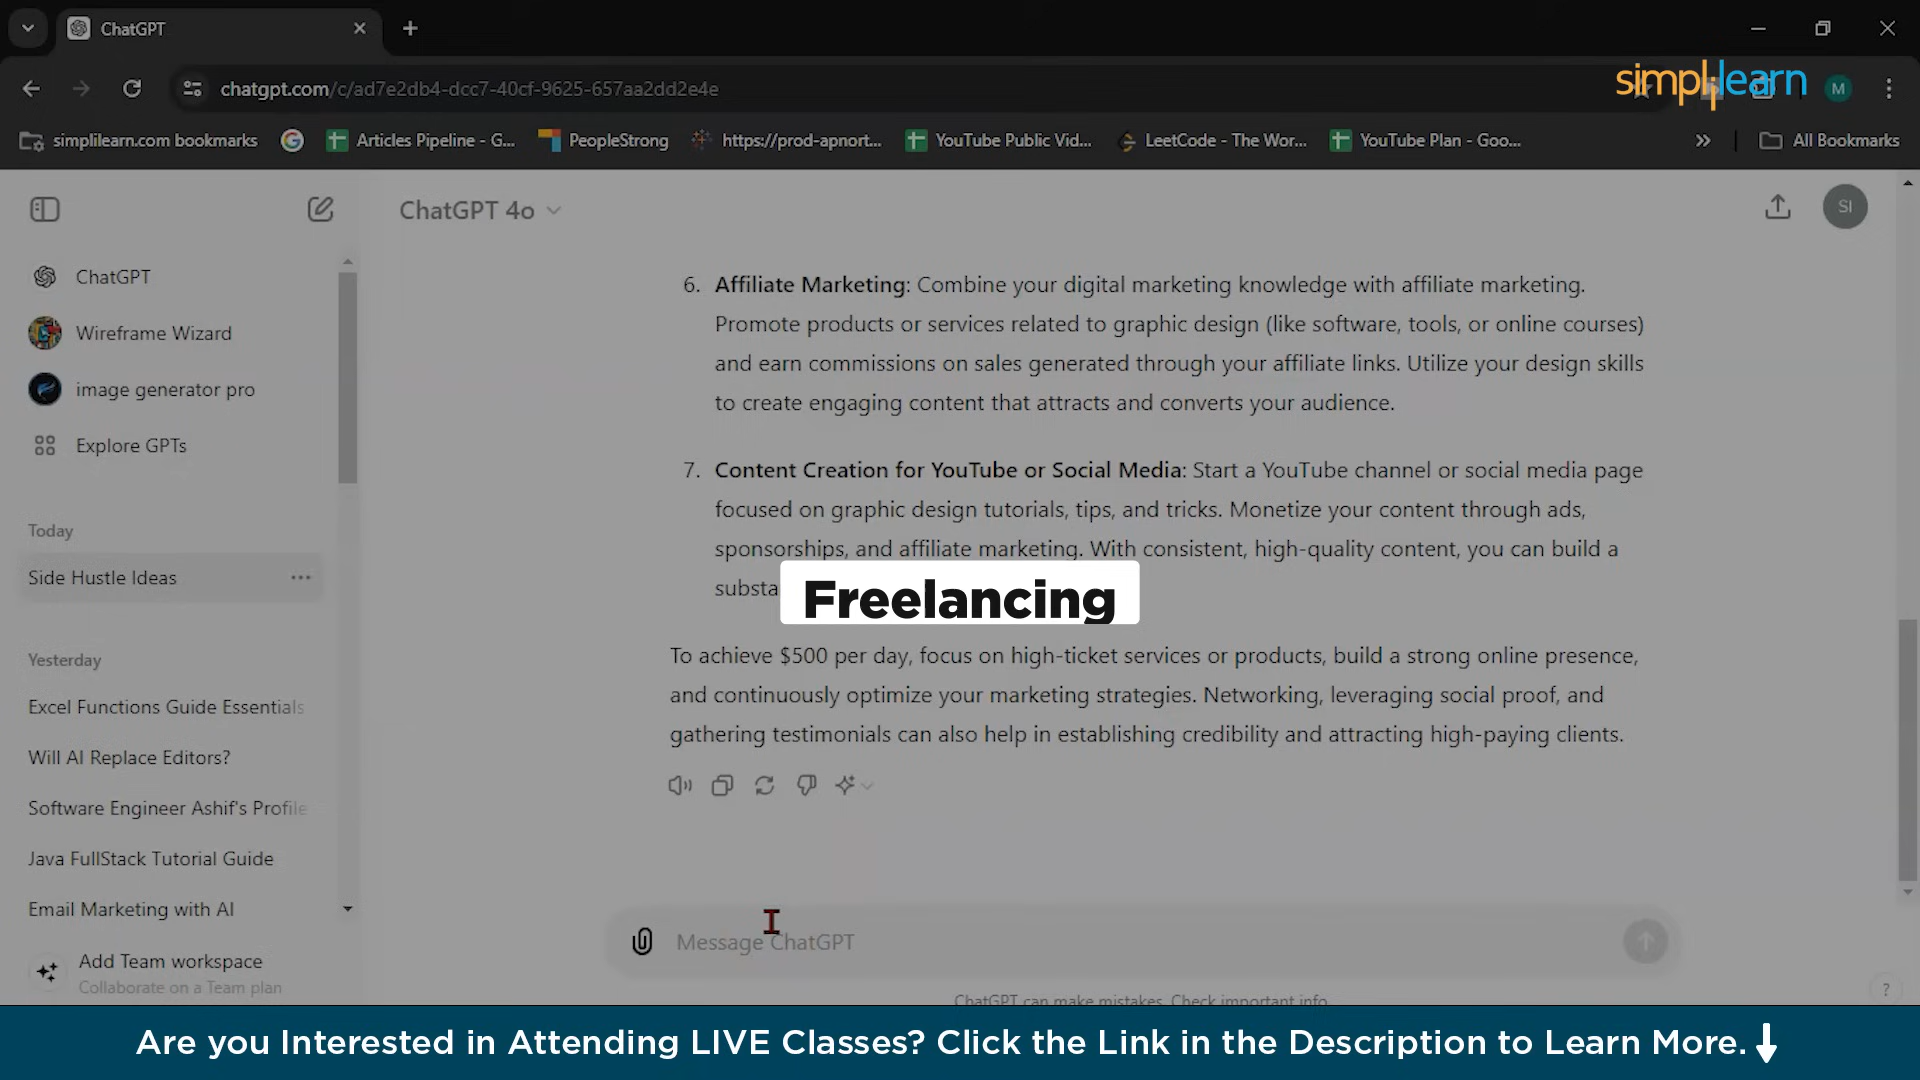 ChatGPT
simplilearn
chatgpt.com/c/ad7e2db4-dcc7-40cf-9625-657aa2dd2e4e
M
simplilearn.com bookmarks
Articles Pipeline - G...
PeopleStrong
https://prod-apnort...
YouTube Public Vid...
LeetCode - The Wor...
YouTube Plan - Goo...
All Bookmarks
ChatGPT 4o
SI
ChatGPT
Wireframe Wizard
image generator pro
Explore GPTs
Today
Side Hustle Ideas
Yesterday
Excel Functions Guide Essentials
Will AI Replace Editors?
Software Engineer Ashif's Profile
Java FullStack Tutorial Guide
Email Marketing with AI
Add Team workspace
Collaborate on a Team plan
6. Affiliate Marketing: Combine your digital marketing knowledge with affiliate marketing.
Promote products or services related to graphic design (like software, tools, or online courses)
and earn commissions on sales generated through your affiliate links. Utilize your design skills
to create engaging content that attracts and converts your audience.
7. Content Creation for YouTube or Social Media: Start a YouTube channel or social media page
focused on graphic design tutorials, tips, and tricks. Monetize your content through ads,
sponsorships, and affiliate marketing. With consistent, high-quality content, you can build a
Freelancing
To achieve $500 per day, focus on high-ticket services or products, build a strong online presence,
and continuously optimize your marketing strategies. Networking, leveraging social proof, and
gathering testimonials can also help in establishing credibility and attracting high-paying clients.
Message ChatGPT
ChatGPT can make mistakes. Check important info.
?
Are you Interested in Attending LIVE Classes? Click the Link in the Description to Learn More.